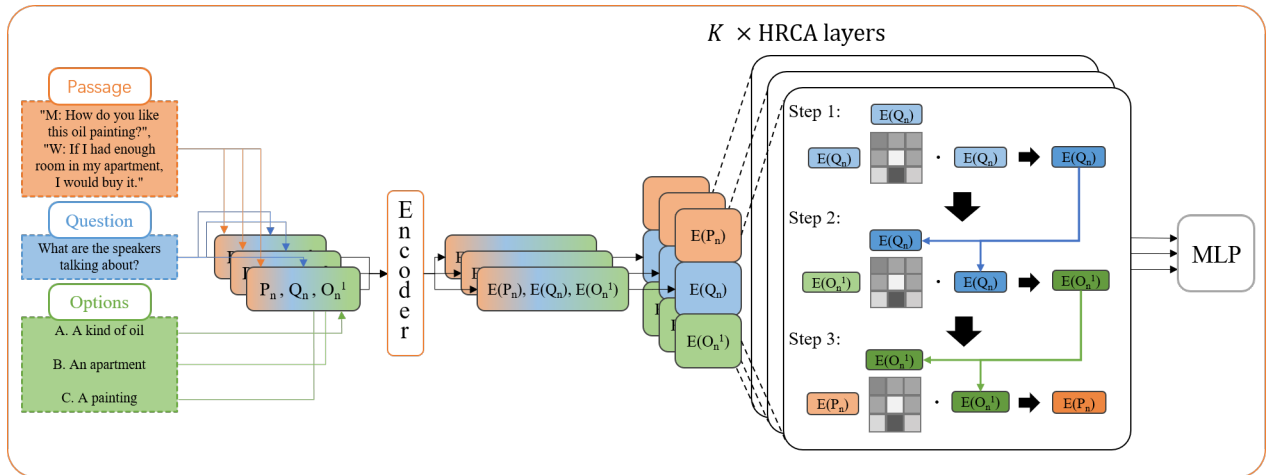 K × HRCA layers
Passage
"M: How do you like
this oil painting?",
"W: If I had enough
room in my apartment,
I would buy it."
Question
What are the speakers
talking about?
Options
A. A kind of oil
B. An apartment
C. A painting
P
P
Pₙ , Qₙ , Oₙ¹
Encoder
E(Pₙ), E(Qₙ), E(Oₙ¹)
E(Pₙ)
E(Qₙ)
E(Oₙ¹)
Step 1:
E(Qₙ)
E(Qₙ) · E(Qₙ) E(Qₙ)
Step 2:
E(Qₙ)
E(Oₙ¹) · E(Qₙ) E(Oₙ¹)
Step 3:
E(Oₙ¹)
E(Pₙ) · E(Oₙ¹) E(Pₙ)
MLP